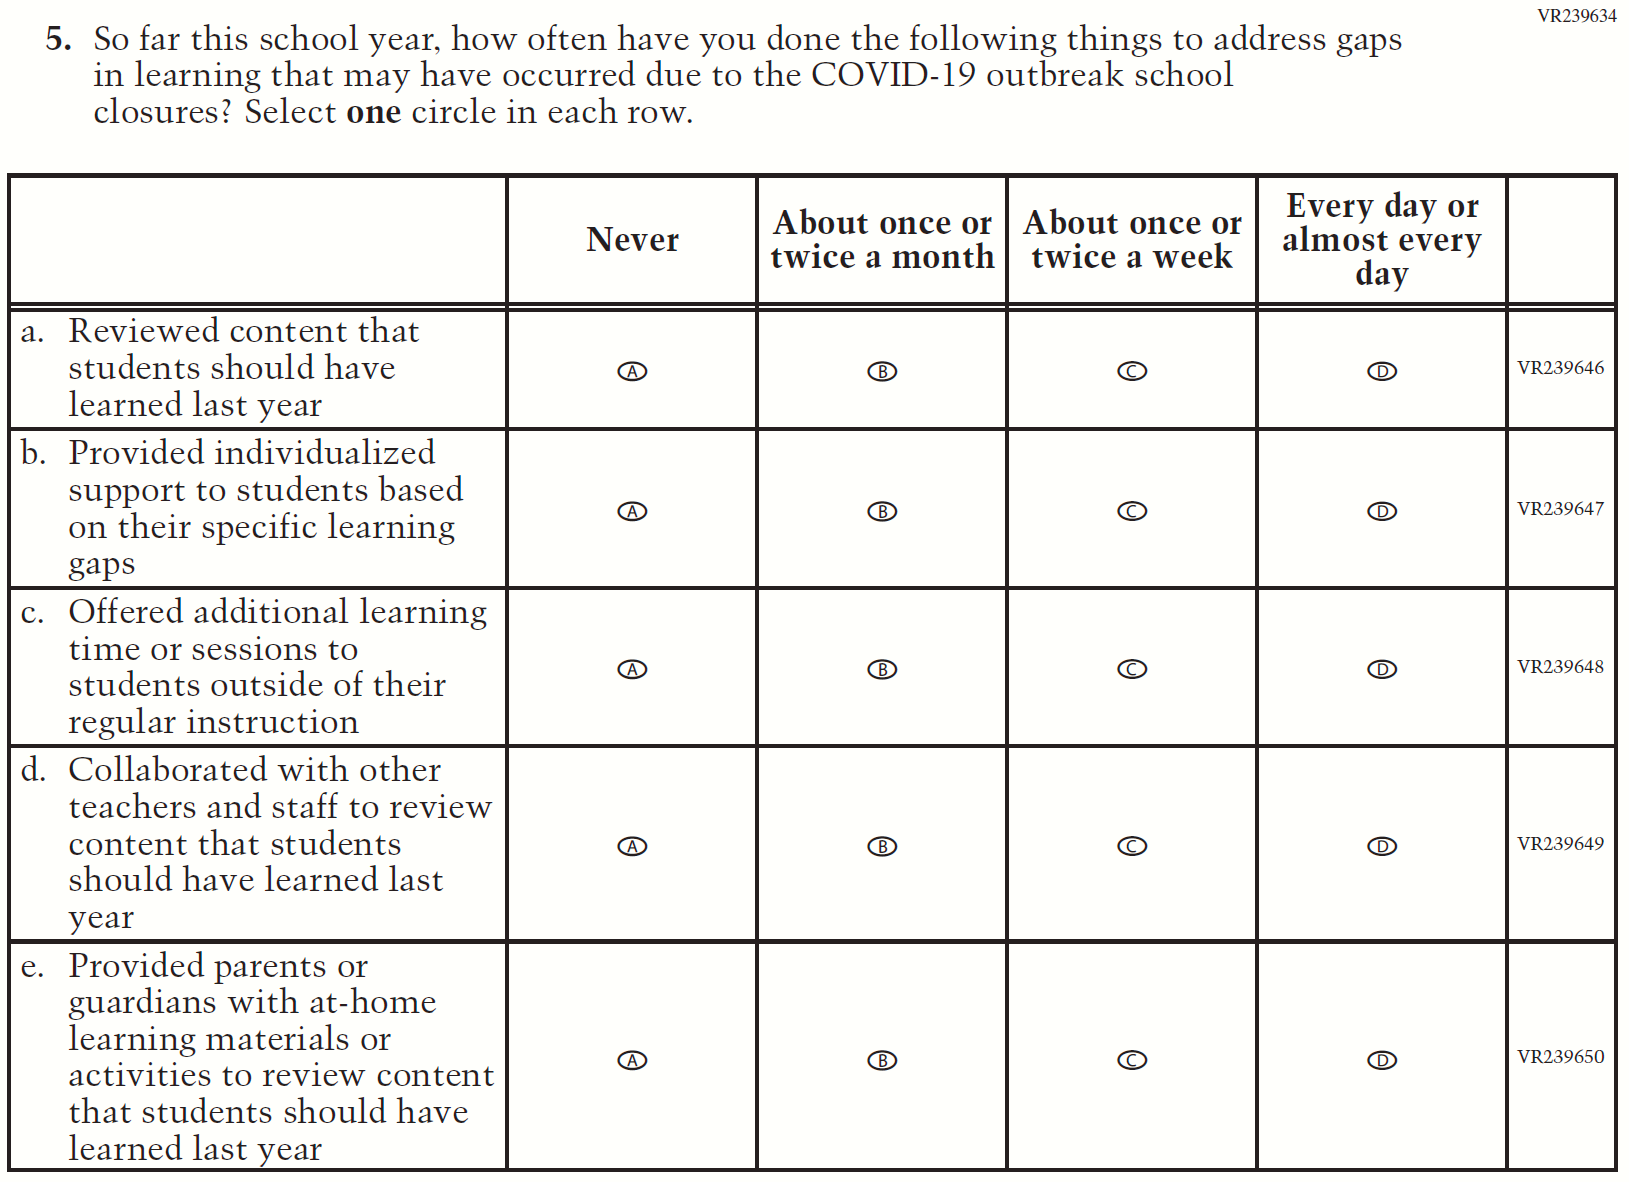 VR239634
5. So far this school year, how often have you done the following things to address gaps
in learning that may have occurred due to the COVID-19 outbreak school
closures? Select one circle in each row.
Never
About once or
twice a month
About once or
twice a week
Every day or
almost every
day
a. Reviewed content that
students should have
learned last year
A B C D VR239646
b. Provided individualized
support to students based
on their specific learning
gaps
A B C D VR239647
c. Offered additional learning
time or sessions to
students outside of their
regular instruction
A B C D VR239648
d. Collaborated with other
teachers and staff to review
content that students
should have learned last
year
A B C D VR239649
e. Provided parents or
guardians with at-home
learning materials or
activities to review content
that students should have
learned last year
A B C D VR239650